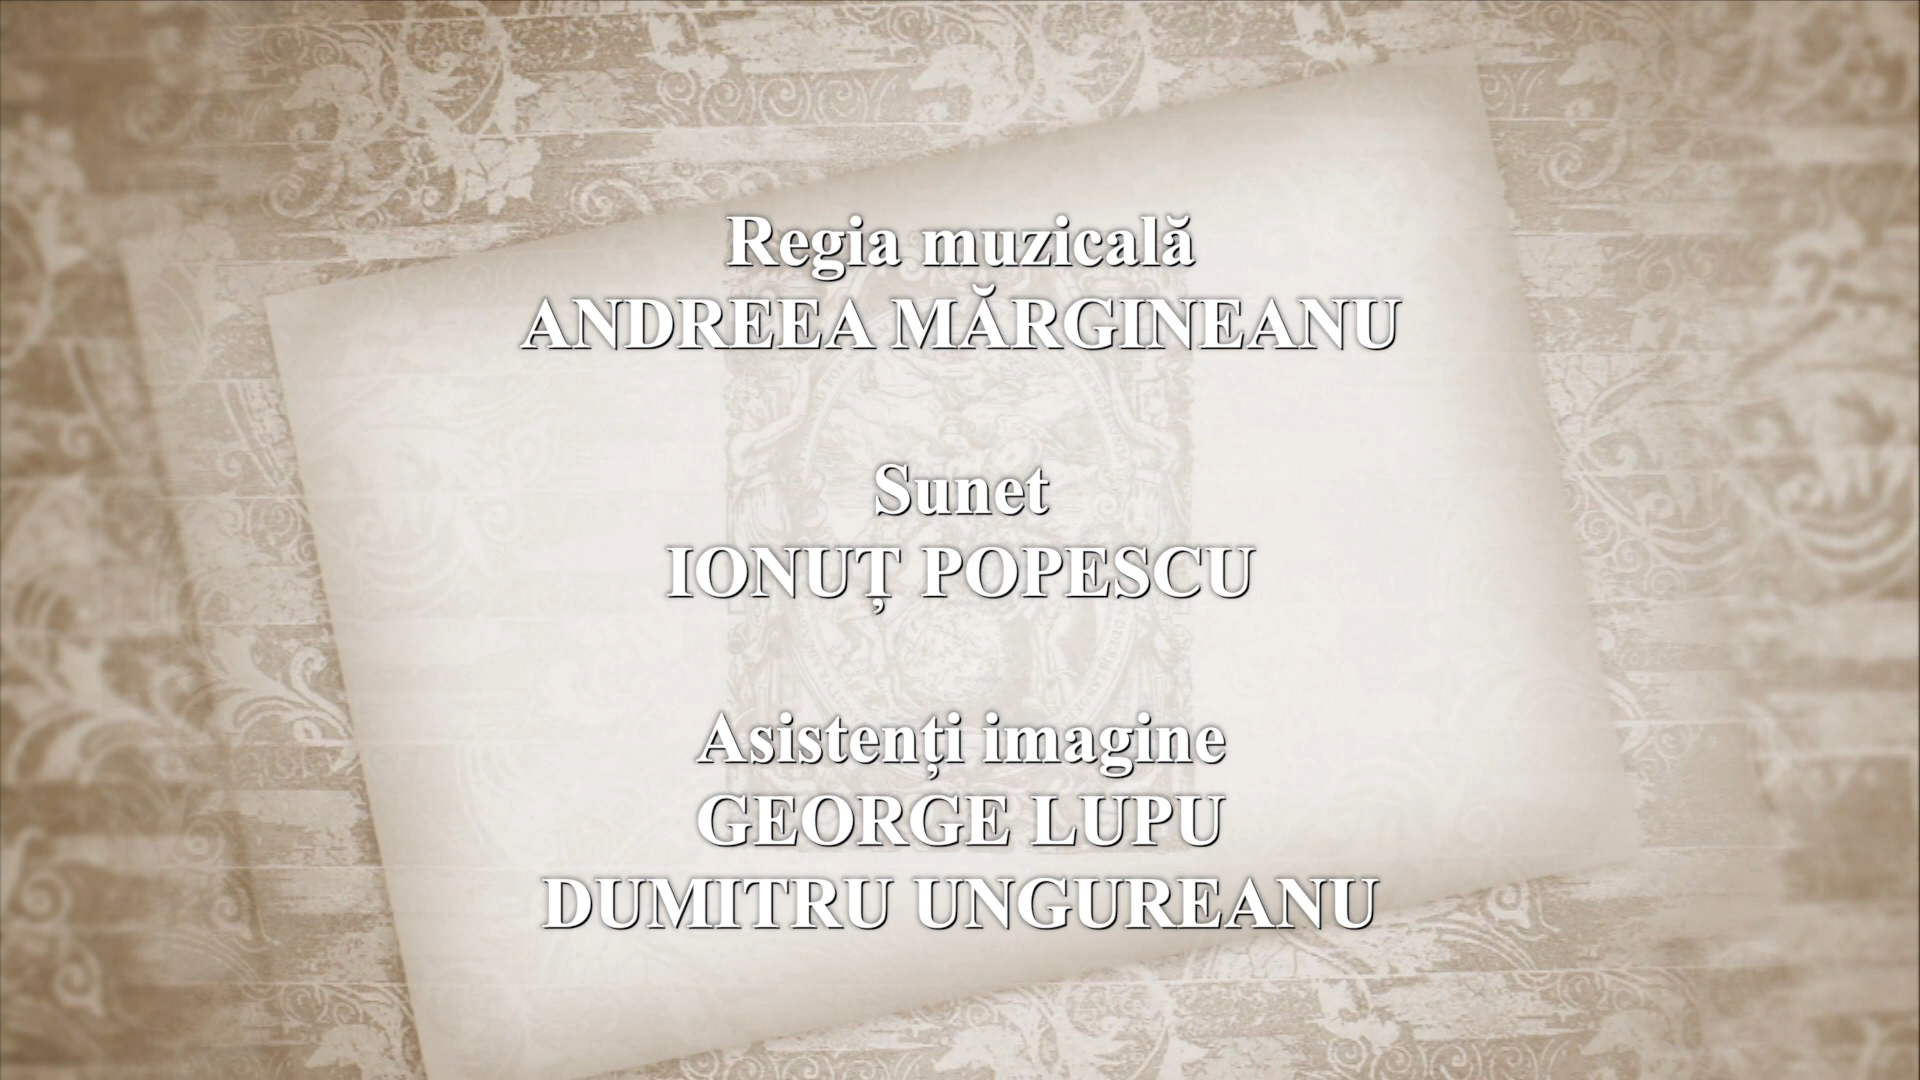 Regia muzicală
ANDREEA MĂRGINEANU
Sunet
IONUȚ POPESCU
Asistenți imagine
GEORGE LUPU
DUMITRU UNGUREANU